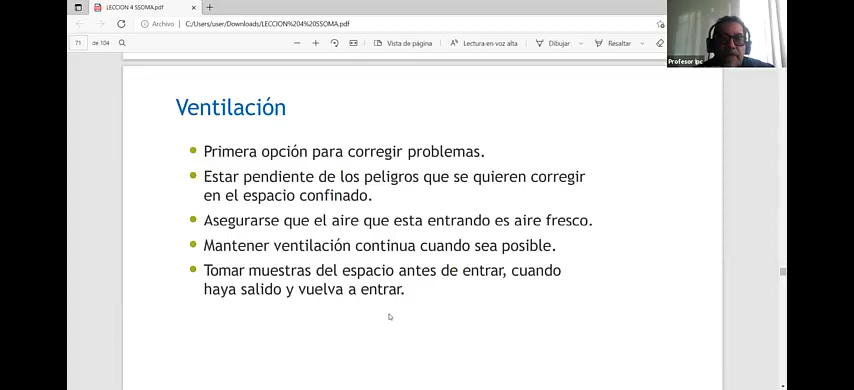 LECCION 4 SSOMA.pdf
Archivo | C:/Users/user/Downloads/LECCION%204%20SSOMA.pdf
71 de 104 Vista de página Lectura en voz alta Dibujar Resaltar
Profesor Ipc
Ventilación
Primera opción para corregir problemas.
Estar pendiente de los peligros que se quieren corregir
en el espacio confinado.
Asegurarse que el aire que esta entrando es aire fresco.
Mantener ventilación continua cuando sea posible.
Tomar muestras del espacio antes de entrar, cuando
haya salido y vuelva a entrar.